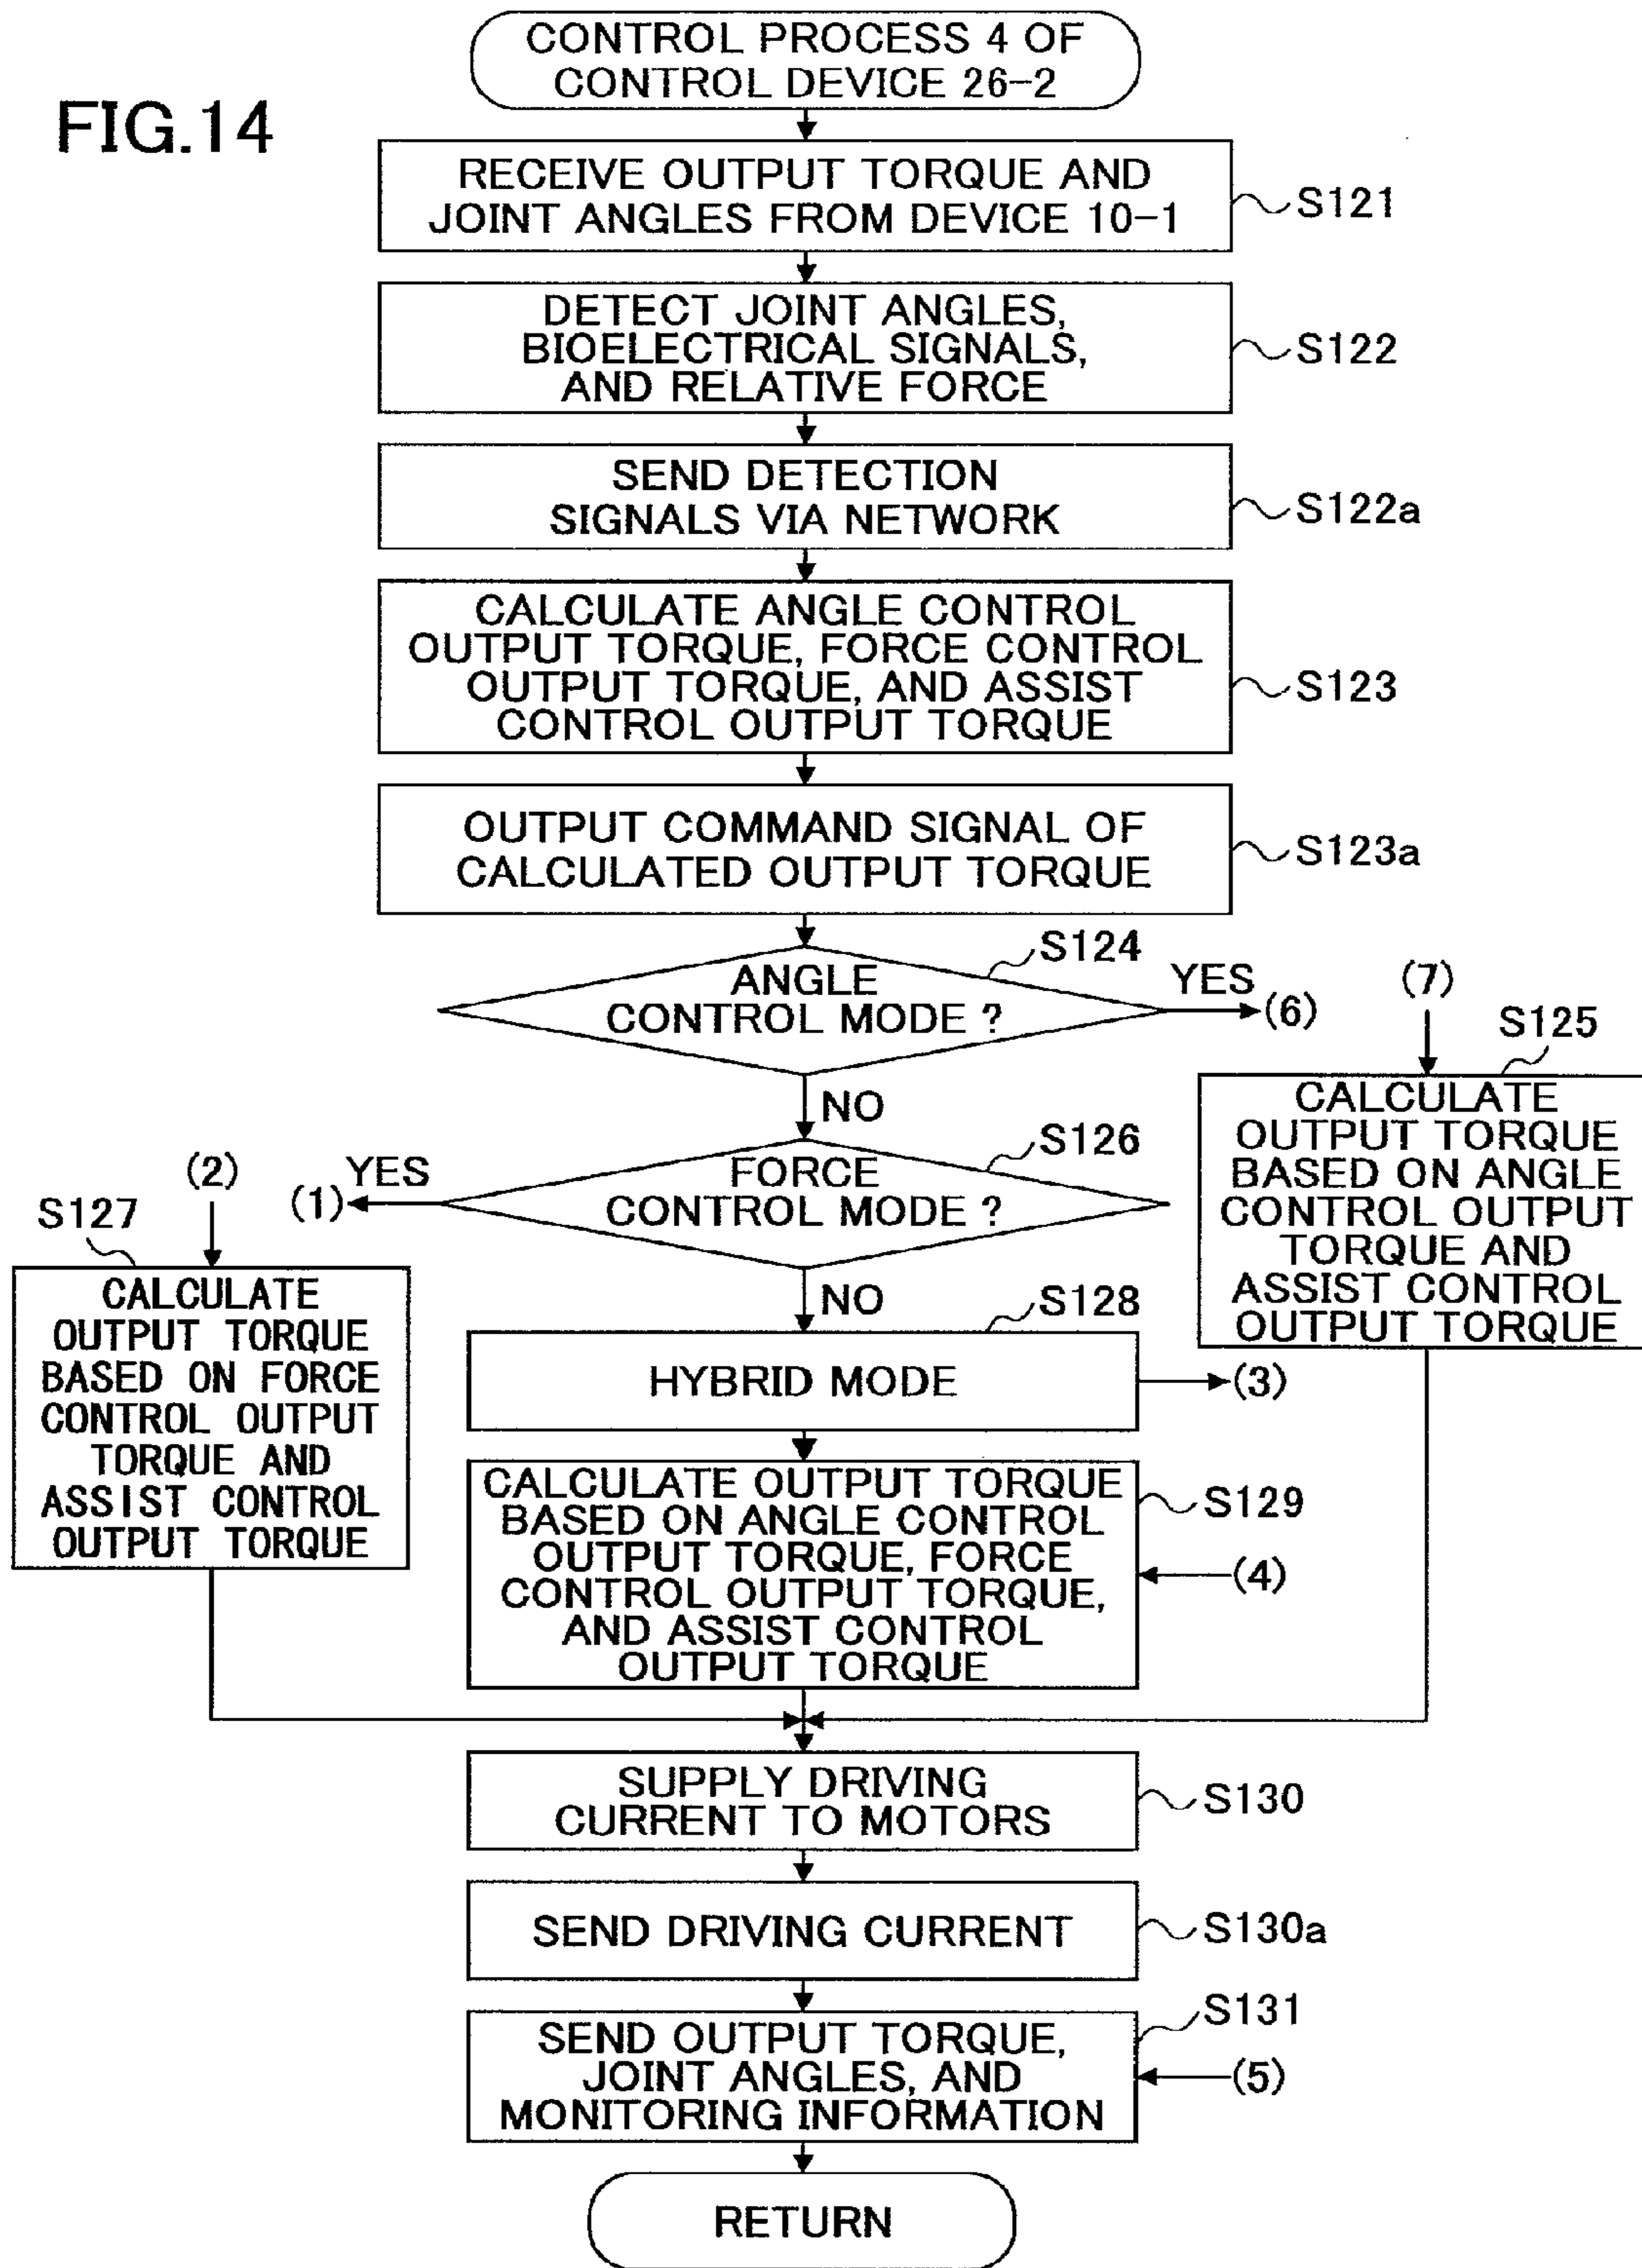 FIG.14
CONTROL PROCESS 4 OF
CONTROL DEVICE 26-2
RECEIVE OUTPUT TORQUE AND
JOINT ANGLES FROM DEVICE 10-1
S121
DETECT JOINT ANGLES,
BIOELECTRICAL SIGNALS,
AND RELATIVE FORCE
S122
SEND DETECTION
SIGNALS VIA NETWORK
S122a
CALCULATE ANGLE CONTROL
OUTPUT TORQUE, FORCE CONTROL
OUTPUT TORQUE, AND ASSIST
CONTROL OUTPUT TORQUE
S123
OUTPUT COMMAND SIGNAL OF
CALCULATED OUTPUT TORQUE
S123a
S124
ANGLE
CONTROL MODE ?
YES
(6)
NO
(7)
S125
CALCULATE
OUTPUT TORQUE
BASED ON ANGLE
CONTROL OUTPUT
TORQUE AND
ASSIST CONTROL
OUTPUT TORQUE
S126
FORCE
CONTROL MODE ?
YES
(1)
NO
(2)
S127
CALCULATE
OUTPUT TORQUE
BASED ON FORCE
CONTROL OUTPUT
TORQUE AND
ASSIST CONTROL
OUTPUT TORQUE
S128
HYBRID MODE
(3)
CALCULATE OUTPUT TORQUE
BASED ON ANGLE CONTROL
OUTPUT TORQUE, FORCE
CONTROL OUTPUT TORQUE,
AND ASSIST CONTROL
OUTPUT TORQUE
S129
(4)
SUPPLY DRIVING
CURRENT TO MOTORS
S130
SEND DRIVING CURRENT
S130a
S131
SEND OUTPUT TORQUE,
JOINT ANGLES, AND
MONITORING INFORMATION
(5)
RETURN